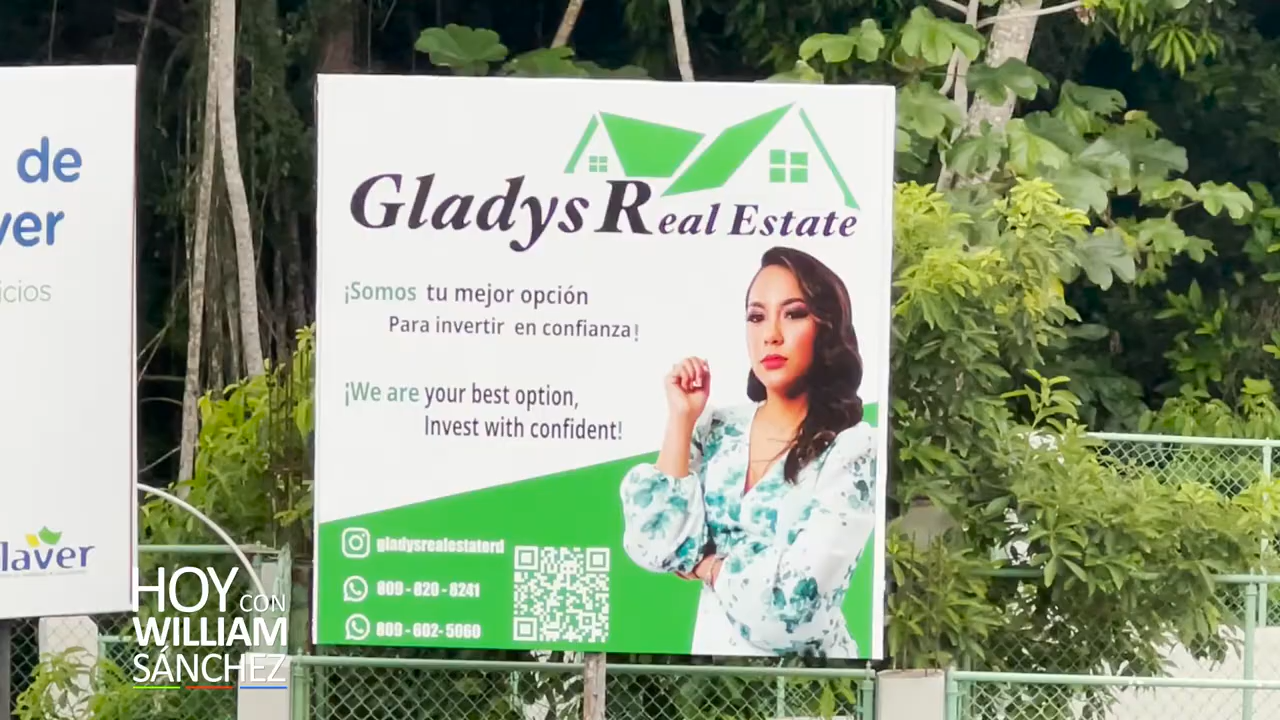 de
ver
icios
laver
Gladys Real Estate
¡Somos tu mejor opción
Para invertir en confianza!
¡We are your best option,
Invest with confident!
gladysrealestaterd
809-820-8241
809-602-5060
HOY CON
WILLIAM
SÁNCHEZ